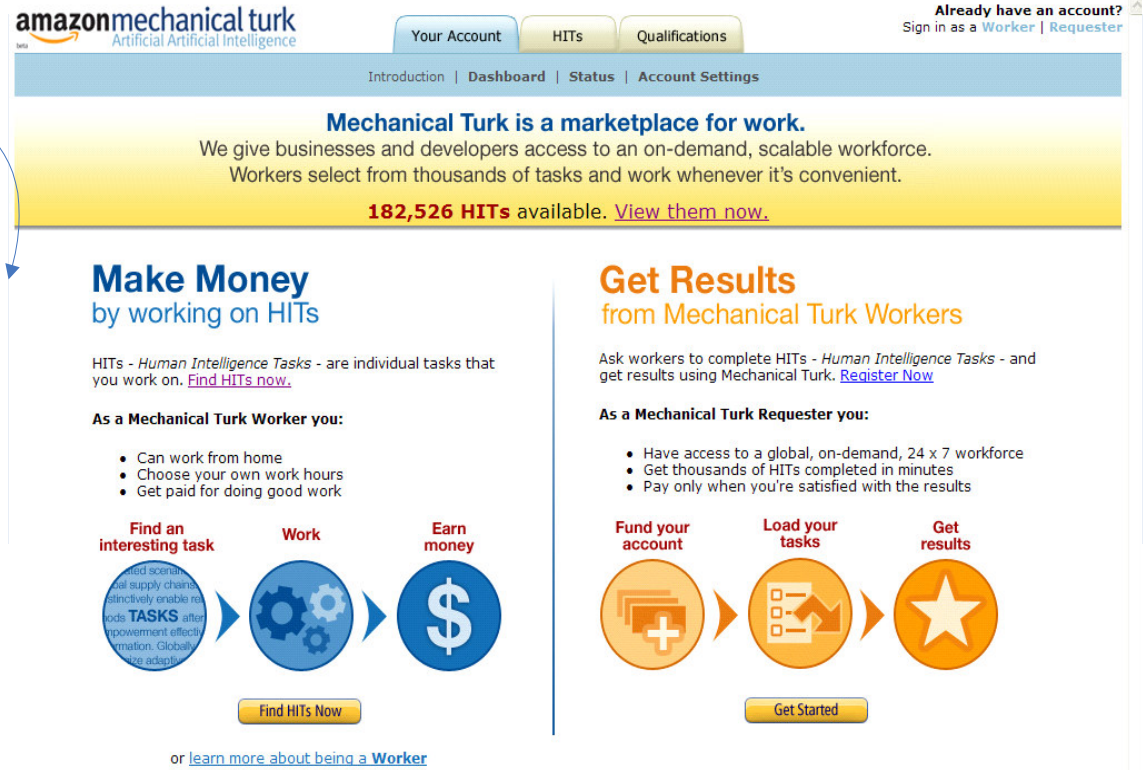 amazonmechanical turk
beta
Artificial Artificial Intelligence
Your Account
HITs
Qualifications
Already have an account?
Sign in as a Worker | Requester
Introduction | Dashboard | Status | Account Settings
Mechanical Turk is a marketplace for work.
We give businesses and developers access to an on-demand, scalable workforce.
Workers select from thousands of tasks and work whenever it's convenient.
182,526 HITs available. View them now.
Make Money
by working on HITs
HITs - Human Intelligence Tasks - are individual tasks that
you work on. Find HITs now.
As a Mechanical Turk Worker you:
• Can work from home
• Choose your own work hours
• Get paid for doing good work
Find an
interesting task
Work
Earn
money
scenar
supply chains
enable
TASKS after
effectiv
Globally
adaptiv
$
Find HITs Now
or learn more about being a Worker
Get Results
from Mechanical Turk Workers
Ask workers to complete HITs - Human Intelligence Tasks - and
get results using Mechanical Turk. Register Now
As a Mechanical Turk Requester you:
• Have access to a global, on-demand, 24 x 7 workforce
• Get thousands of HITs completed in minutes
• Pay only when you're satisfied with the results
Fund your
account
Load your
tasks
Get
results
Get Started